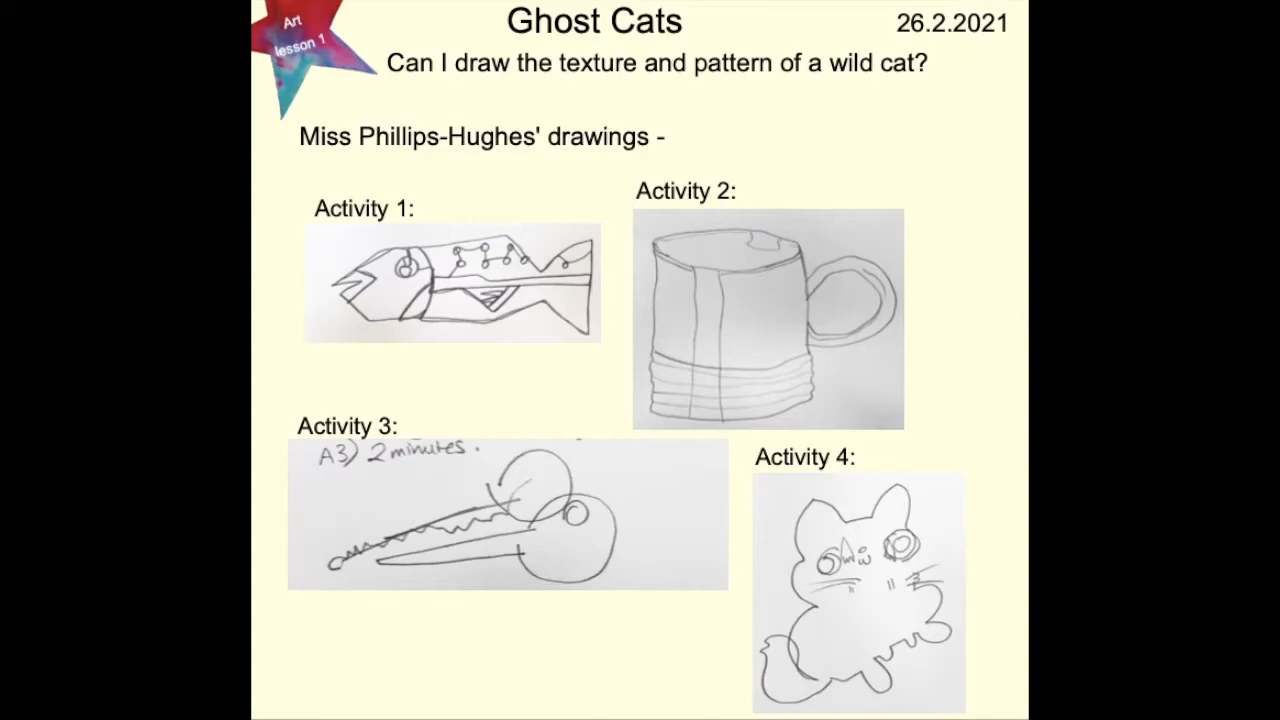 Art
lesson 1
Ghost Cats
26.2.2021
Can I draw the texture and pattern of a wild cat?
Miss Phillips-Hughes' drawings -
Activity 1:
Activity 2:
Activity 3:
A3) 2 minutes.
Activity 4: